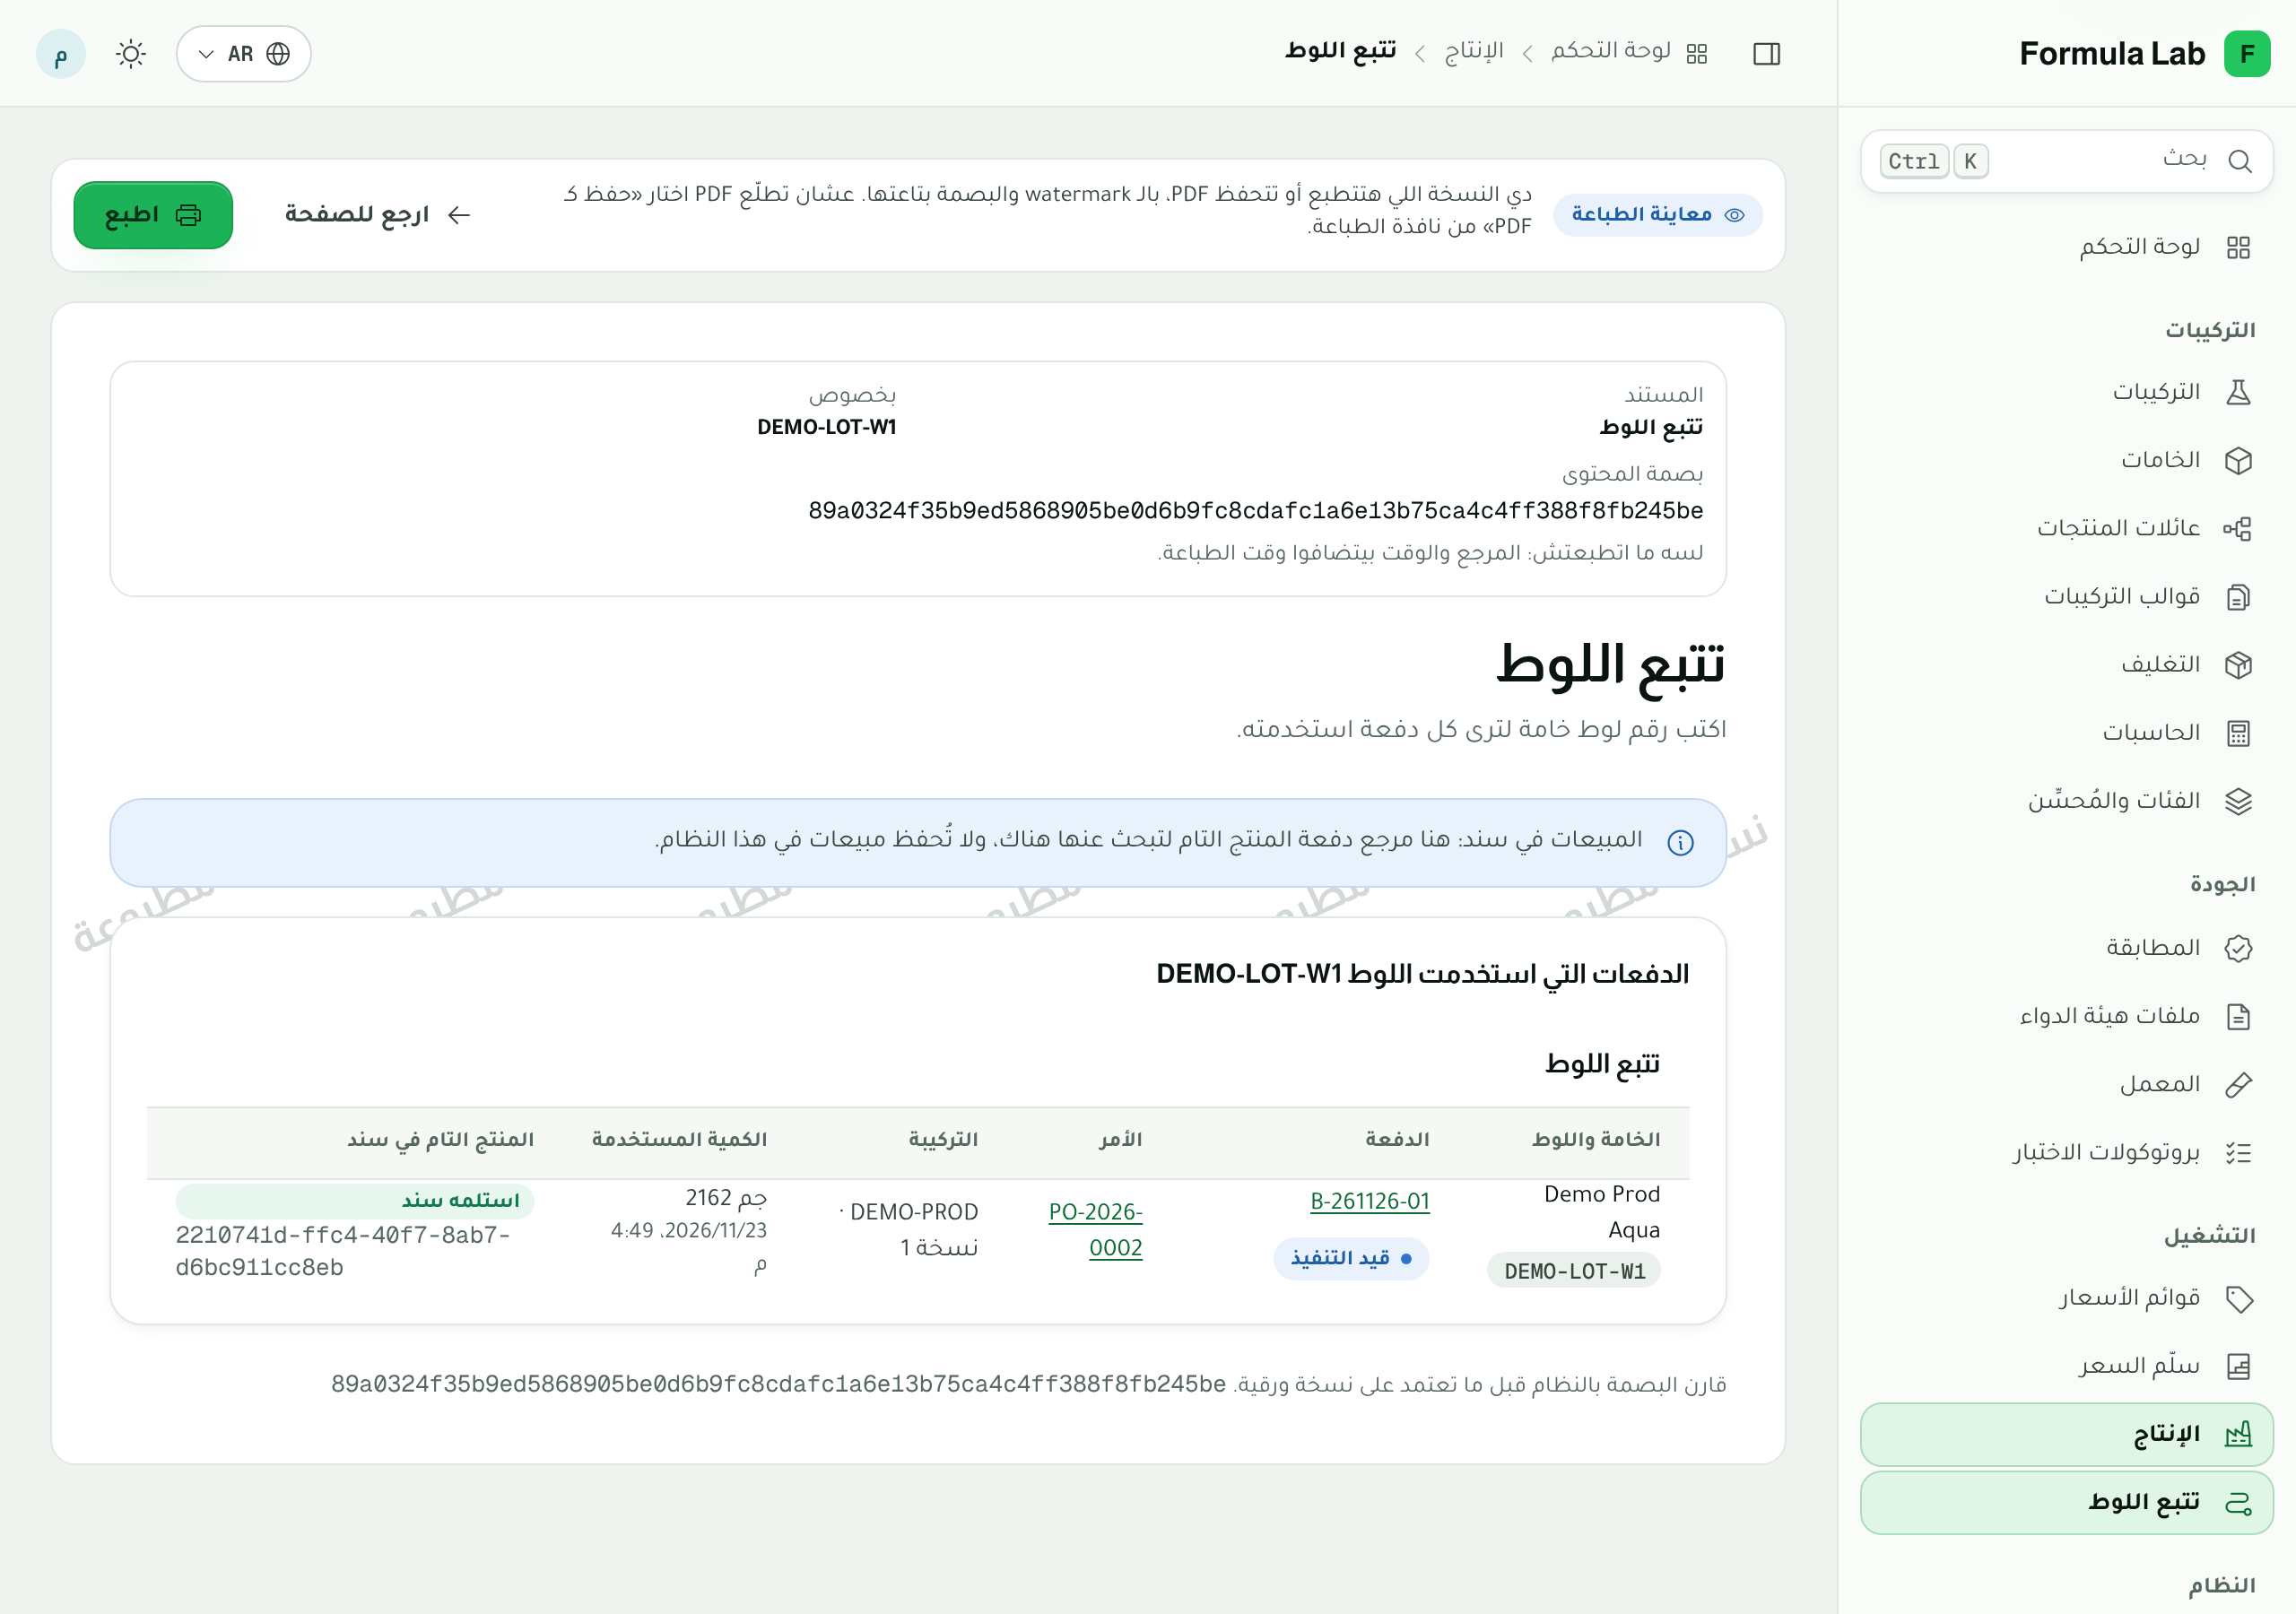 Formula Lab
F
بحث
Ctrl K
لوحة التحكم
التركيبات
التركيبات
الخامات
عائلات المنتجات
قوالب التركيبات
التغليف
الحاسبات
الفئات والمُحسِّن
الجودة
المطابقة
ملفات هيئة الدواء
المعمل
بروتوكولات الاختبار
التشغيل
قوائم الأسعار
سلّم السعر
الإنتاج
تتبع اللوط
النظام
لوحة التحكم
الإنتاج
تتبع اللوط
AR
م
معاينة الطباعة
دي النسخة اللي هتتطبع أو تتحفظ PDF، بالـ watermark والبصمة بتاعتها. عشان تطلّع PDF اختار «حفظ كـ
PDF» من نافذة الطباعة.
ارجع للصفحة
اطبع
المستند
تتبع اللوط
بخصوص
DEMO-LOT-W1
بصمة المحتوى
89a0324f35b9ed5868905be0d6b9fc8cdafc1a6e13b75ca4c4ff388f8fb245be
لسه ما اتطبعتش: المرجع والوقت بيتضافوا وقت الطباعة.
تتبع اللوط
اكتب رقم لوط خامة لترى كل دفعة استخدمته.
المبيعات في سند: هنا مرجع دفعة المنتج التام لتبحث عنها هناك، ولا تُحفظ مبيعات في هذا النظام.
الدفعات التي استخدمت اللوط DEMO-LOT-W1
تتبع اللوط
الخامة واللوط
الدفعة
الأمر
التركيبة
الكمية المستخدمة
المنتج التام في سند
Demo Prod
Aqua
DEMO-LOT-W1
B-261126-01
قيد التنفيذ
PO-2026-
0002
DEMO-PROD ·
نسخة 1
2162 جم
2026/11/23، 4:49
م
استلمه سند
2210741d-ffc4-40f7-8ab7-
d6bc911cc8eb
قارن البصمة بالنظام قبل ما تعتمد على نسخة ورقية. 89a0324f35b9ed5868905be0d6b9fc8cdafc1a6e13b75ca4c4ff388f8fb245be